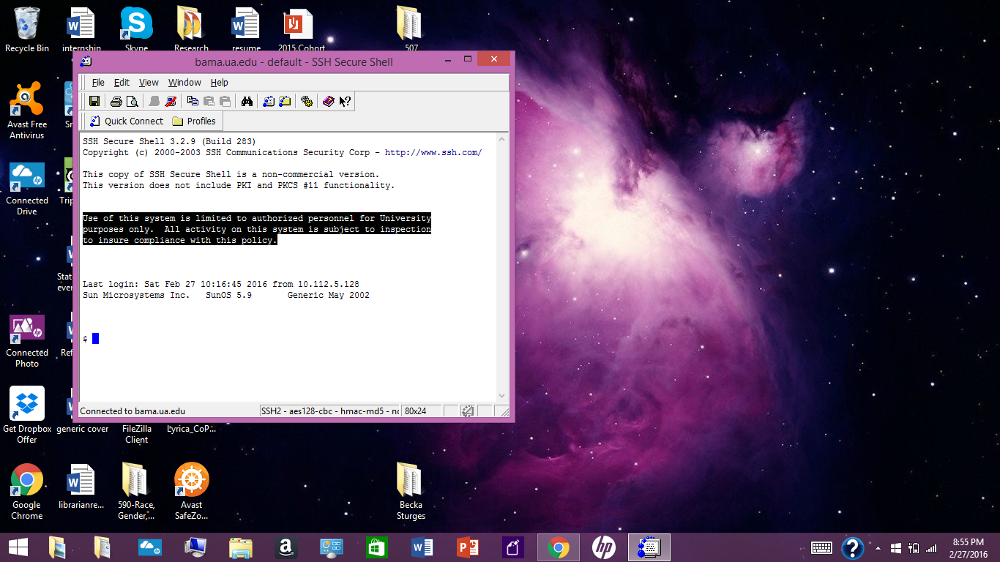 Recycle Bin
internship
Skype
Research
resume
2015.Cohort
507
bama.ua.edu - default - SSH Secure Shell
File Edit View Window Help
Quick Connect Profiles
SSH Secure Shell 3.2.9 (Build 283)
Copyright (c) 2000-2003 SSH Communications Security Corp - http://www.ssh.com/
This copy of SSH Secure Shell is a non-commercial version.
This version does not include PKI and PKCS #11 functionality.
Use of this system is limited to authorized personnel for University
purposes only.  All activity on this system is subject to inspection
to insure compliance with this policy.
Last login: Sat Feb 27 10:16:45 2016 from 10.112.5.128
Sun Microsystems Inc.   SunOS 5.9       Generic May 2002
$
Connected to bama.ua.edu
SSH2 - aes128-cbc - hmac-md5 - nc
80x24
Avast Free
Antivirus
Sn
Connected
Drive
Trip
Stat
eve
Connected
Photo
Ref
Get Dropbox
Offer
generic cover
FileZilla
Client
Lyrica_CoP...
Google
Chrome
librarianre...
590-Race,
Gender,...
Avast
SafeZo...
Becka
Sturges
8:55 PM
2/27/2016